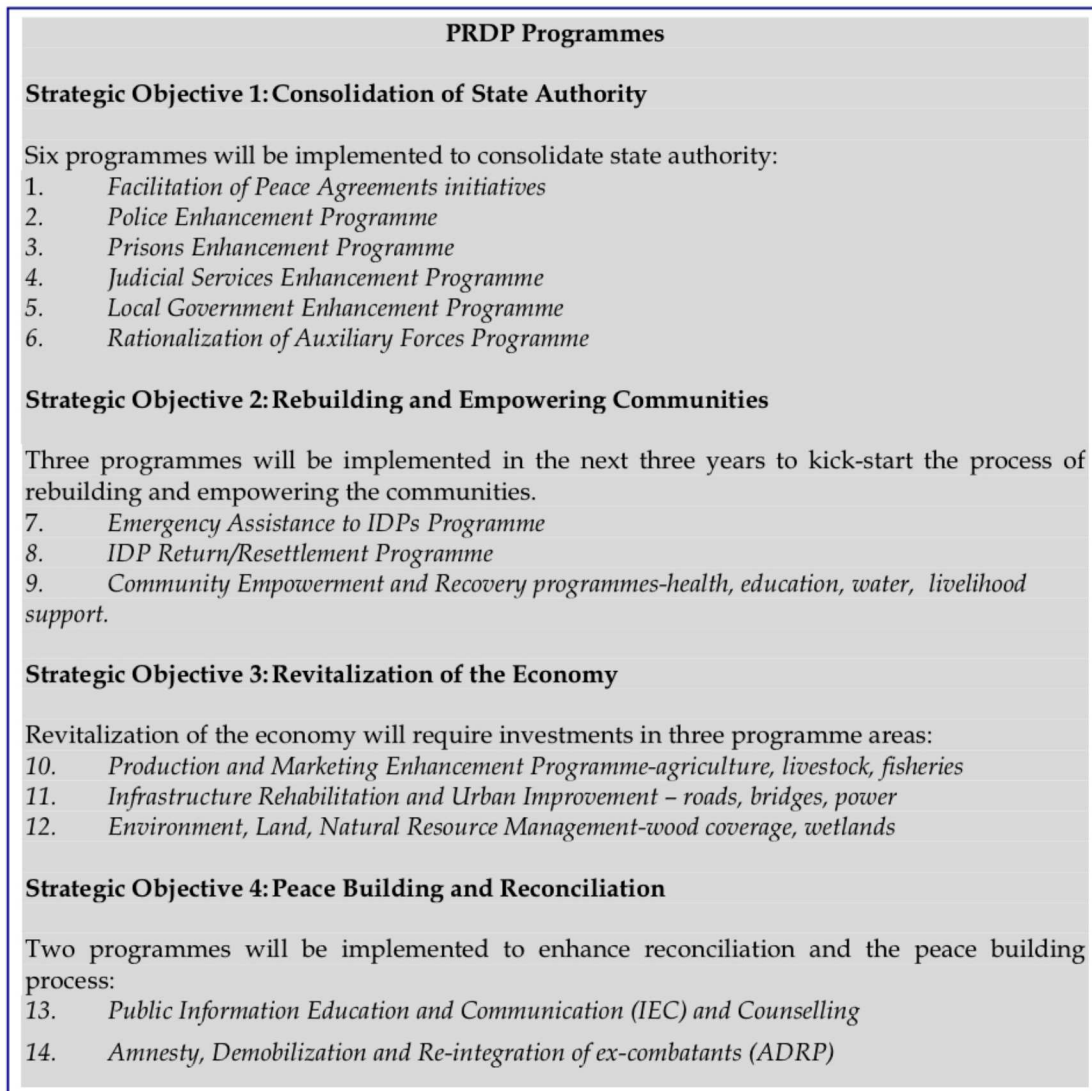 PRDP Programmes
Strategic Objective 1: Consolidation of State Authority
Six programmes will be implemented to consolidate state authority:
1. Facilitation of Peace Agreements initiatives
2. Police Enhancement Programme
3. Prisons Enhancement Programme
4. Judicial Services Enhancement Programme
5. Local Government Enhancement Programme
6. Rationalization of Auxiliary Forces Programme
Strategic Objective 2: Rebuilding and Empowering Communities
Three programmes will be implemented in the next three years to kick-start the process of
rebuilding and empowering the communities.
7. Emergency Assistance to IDPs Programme
8. IDP Return/Resettlement Programme
9. Community Empowerment and Recovery programmes-health, education, water, livelihood
support.
Strategic Objective 3: Revitalization of the Economy
Revitalization of the economy will require investments in three programme areas:
10. Production and Marketing Enhancement Programme-agriculture, livestock, fisheries
11. Infrastructure Rehabilitation and Urban Improvement – roads, bridges, power
12. Environment, Land, Natural Resource Management-wood coverage, wetlands
Strategic Objective 4: Peace Building and Reconciliation
Two programmes will be implemented to enhance reconciliation and the peace building
process:
13. Public Information Education and Communication (IEC) and Counselling
14. Amnesty, Demobilization and Re-integration of ex-combatants (ADRP)